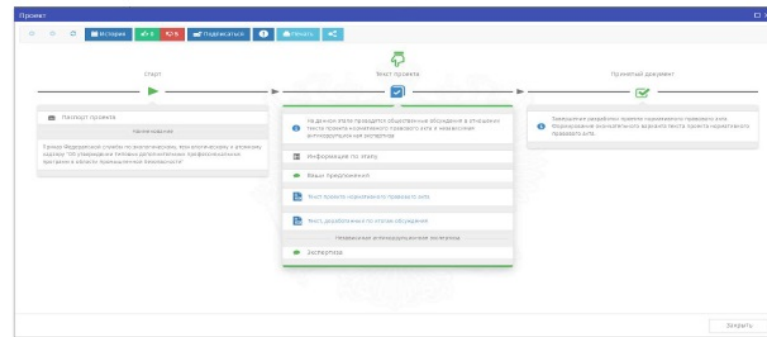 Проект
История
0
5
Подписаться
Печать
Старт
Текст проекта
Принятый документ
Паспорт проекта
Наименование
Приказ Федеральной службы по экологическому, технологическому и атомному
надзору "Об утверждении типовых дополнительных профессиональных
программ в области промышленной безопасности"
На данном этапе проводятся общественные обсуждения в отношении
текста проекта нормативного правового акта и независимая
антикоррупционная экспертиза
Информация по этапу
Ваши предложения
Текст проекта нормативного правового акта
Текст, доработанный по итогам обсуждения
Независимая антикоррупционная экспертиза
Экспертиза
Завершение разработки проекта нормативного правового акта.
Формирование окончательного варианта текста проекта нормативного
правового акта.
Закрыть